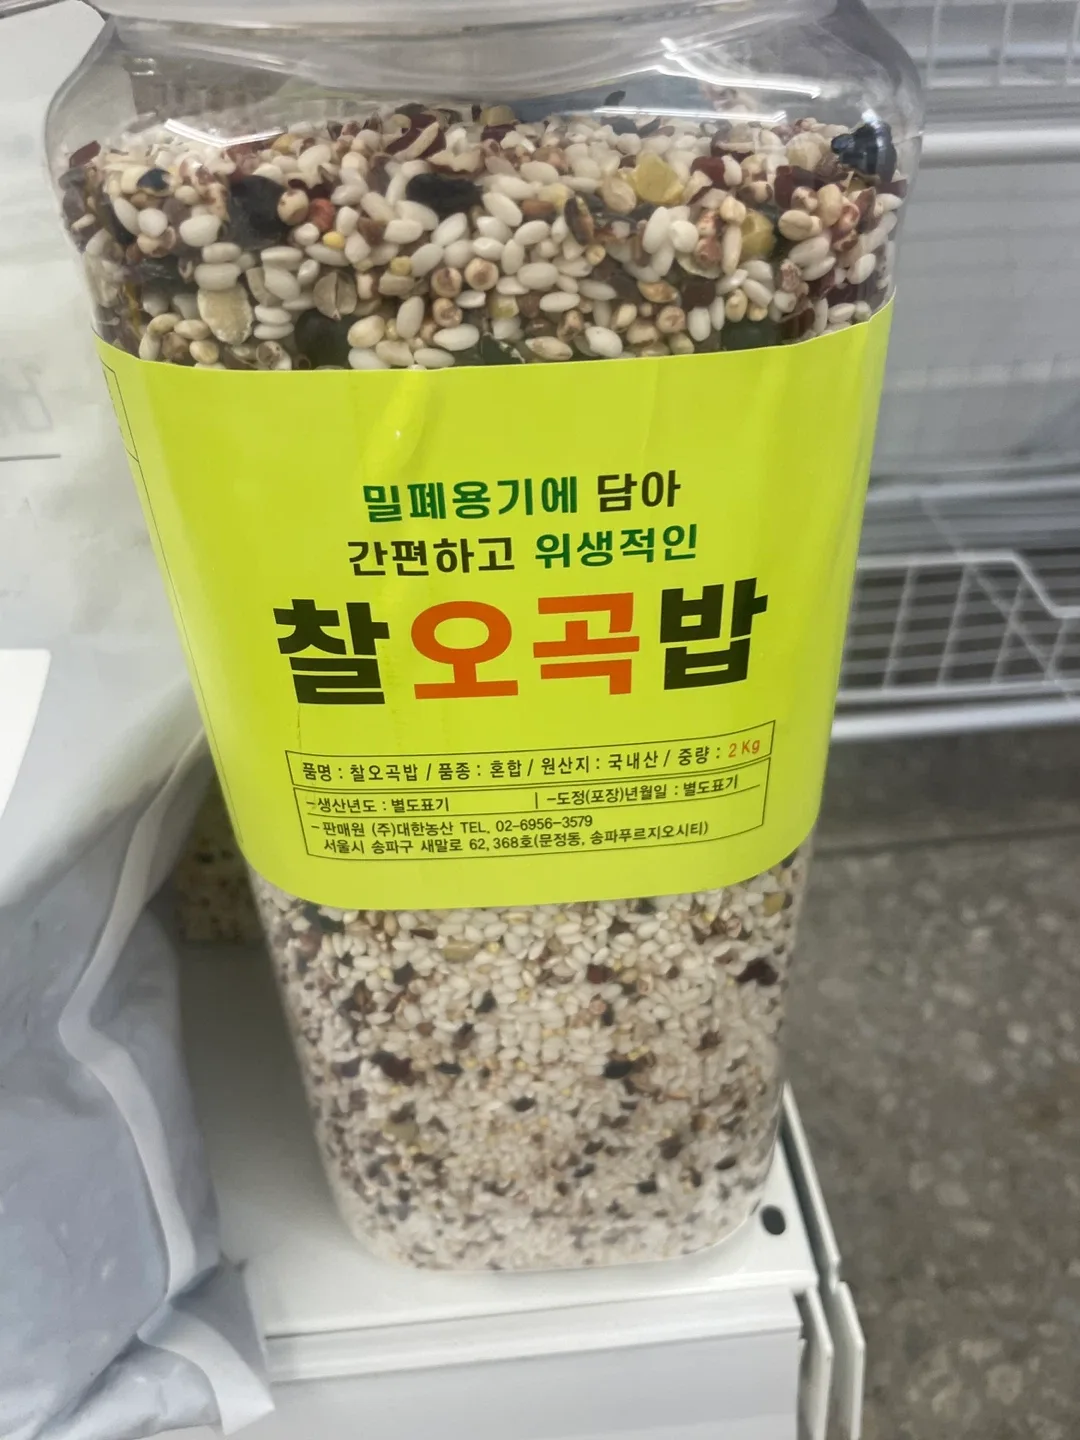 밀폐용기에 담아
간편하고 위생적인
찰오곡밥
품명 : 찰오곡밥 / 품종 : 혼합 / 원산지 : 국내산 / 중량 : 2Kg
-생산년도 : 별도표기 | -도정(포장)년월일 : 별도표기
-판매원 (주)대한농산 TEL. 02-6956-3579
서울시 송파구 새말로 62, 368호(문정동, 송파푸르지오시티)